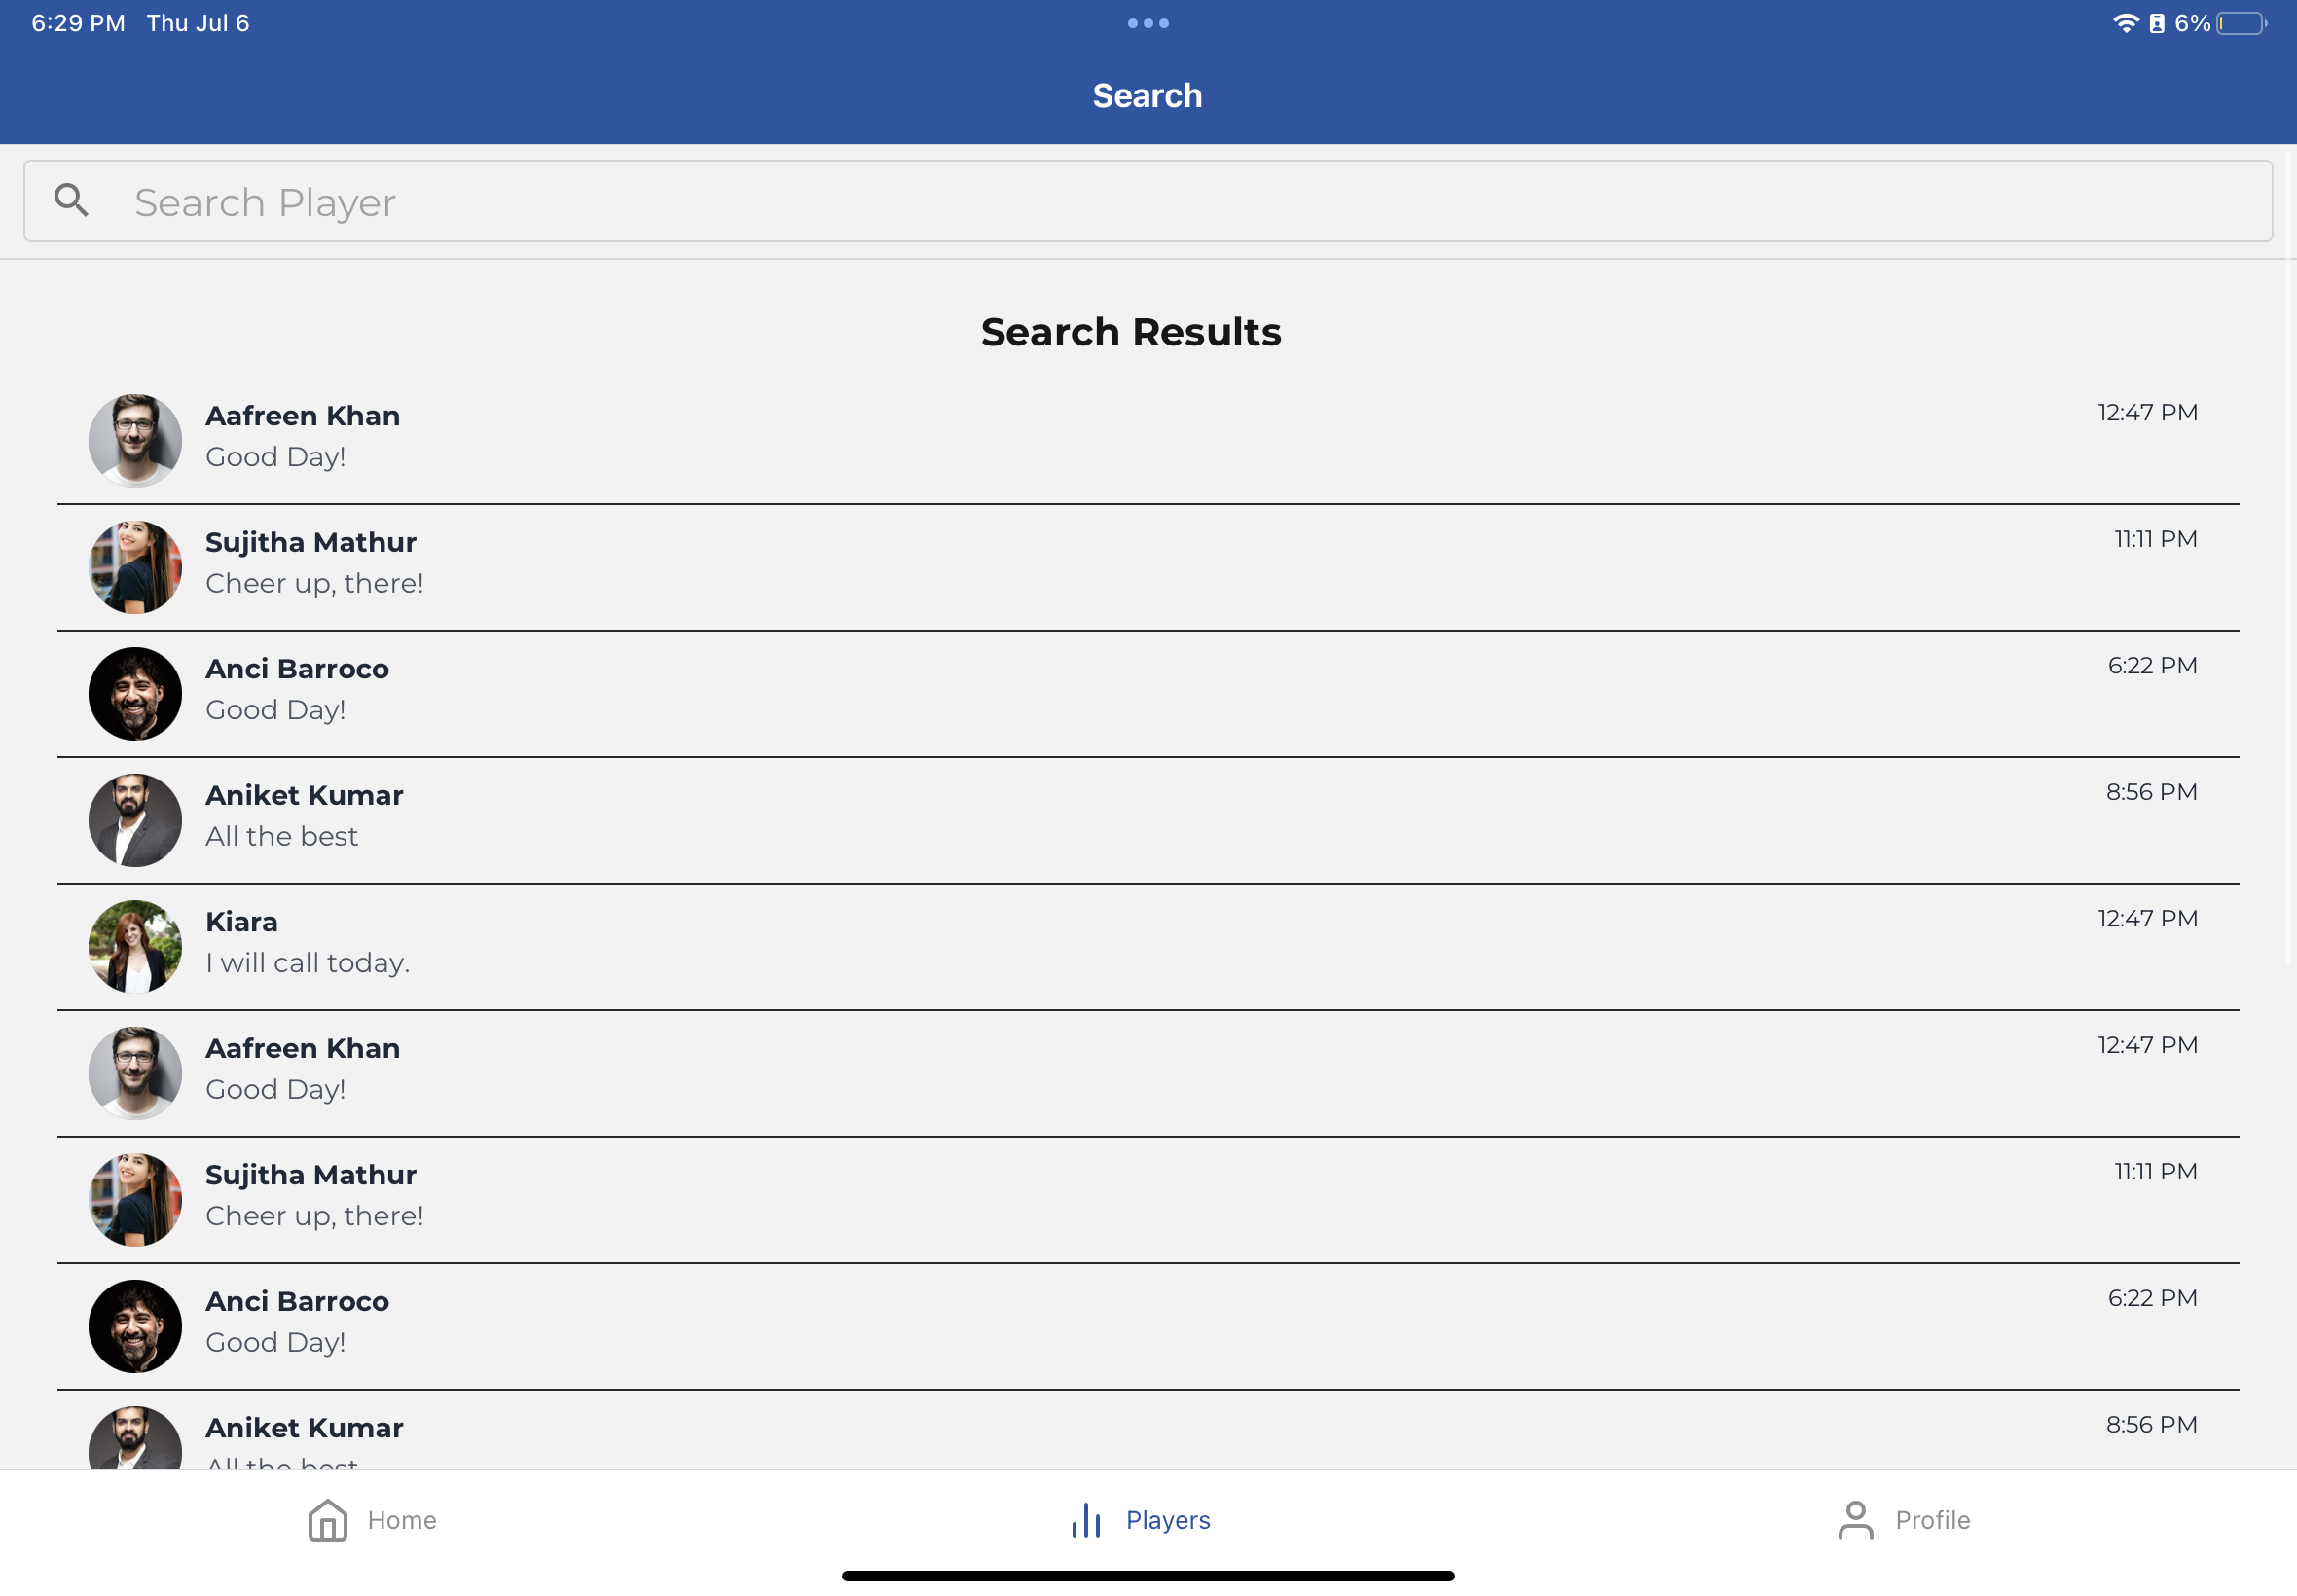 6:29 PM Thu Jul 6
6%
Search
Search Player
Search Results
Aafreen Khan
12:47 PM
Good Day!
Sujitha Mathur
11:11 PM
Cheer up, there!
Anci Barroco
6:22 PM
Good Day!
Aniket Kumar
8:56 PM
All the best
Kiara
12:47 PM
I will call today.
Aafreen Khan
12:47 PM
Good Day!
Sujitha Mathur
11:11 PM
Cheer up, there!
Anci Barroco
6:22 PM
Good Day!
Aniket Kumar
8:56 PM
All the best
Home
Players
Profile